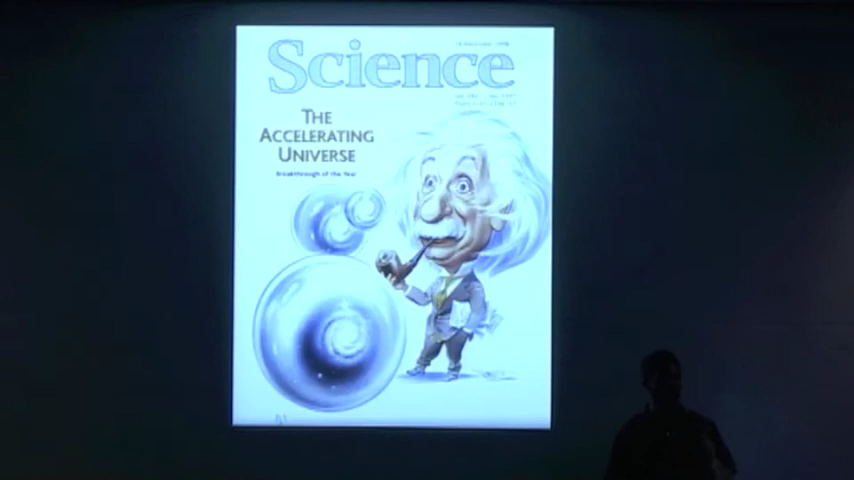 Science
THE
ACCELERATING
UNIVERSE
Breakthrough of the Year